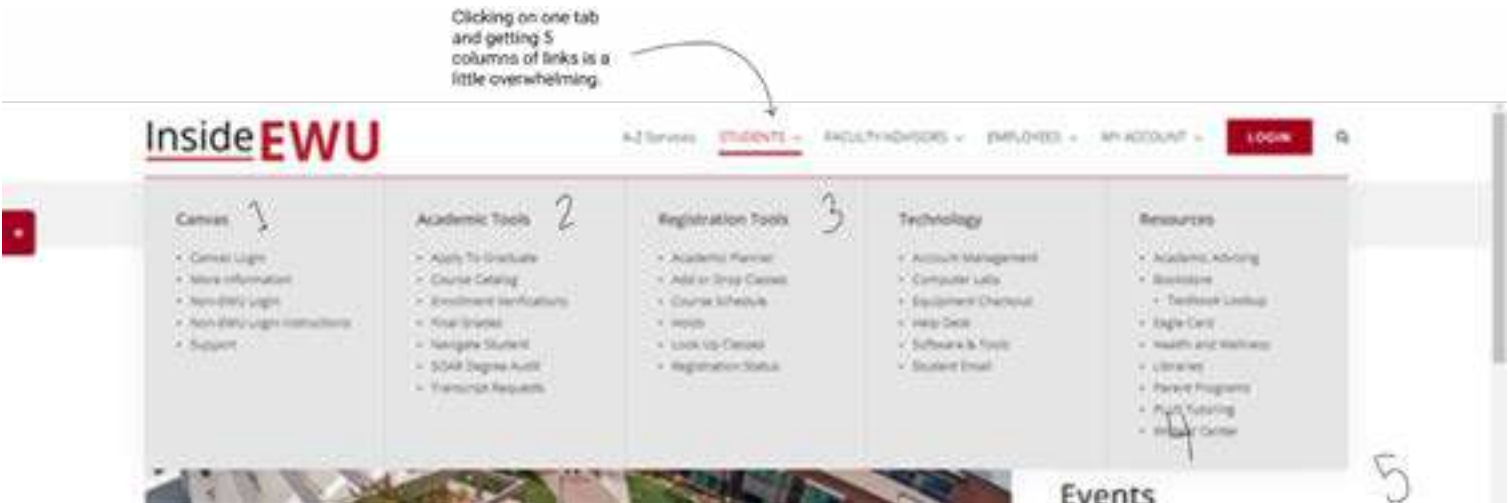 Clicking on one tab
and getting 5
columns of links is a
little overwhelming.
Inside EWU
A-Z Services STUDENTS FACULTY/ADVISORS EMPLOYEES MY ACCOUNT LOGIN
Canvas 1
• Canvas Login
• More Information
• Non-EWU Login
• Non-EWU Login Instructions
• Support
Academic Tools 2
• Apply To Graduate
• Course Catalog
• Enrollment Verifications
• Final Grades
• Navigate Student
• SOAR Degree Audit
• Transcript Requests
Registration Tools 3
• Academic Planner
• Add or Drop Classes
• Course Schedule
• Holds
• Look Up Classes
• Registration Status
Technology
• Account Management
• Computer Labs
• Equipment Checkout
• Help Desk
• Software & Tools
• Student Email
Resources
• Academic Advising
• Bookstore
• Textbook Lookup
• Eagle Card
• Health and Wellness
• Libraries
• Parent Programs
• PLUS Tutoring
• Center
4
5
Events